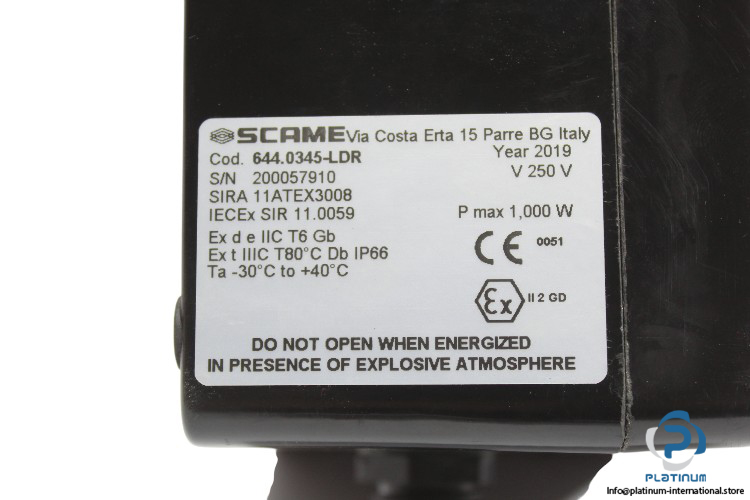 SCAME Via Costa Erta 15 Parre BG Italy
Cod. 644.0345-LDR Year 2019
S/N 200057910 V 250 V
SIRA 11ATEX3008
IECEx SIR 11.0059 P max 1,000 W
Ex d e IIC T6 Gb
Ex t IIIC T80°C Db IP66
Ta -30°C to +40°C
CE 0051
Ex II 2 GD
DO NOT OPEN WHEN ENERGIZED
IN PRESENCE OF EXPLOSIVE ATMOSPHERE
PLATINUM
Info@platinum-international.store